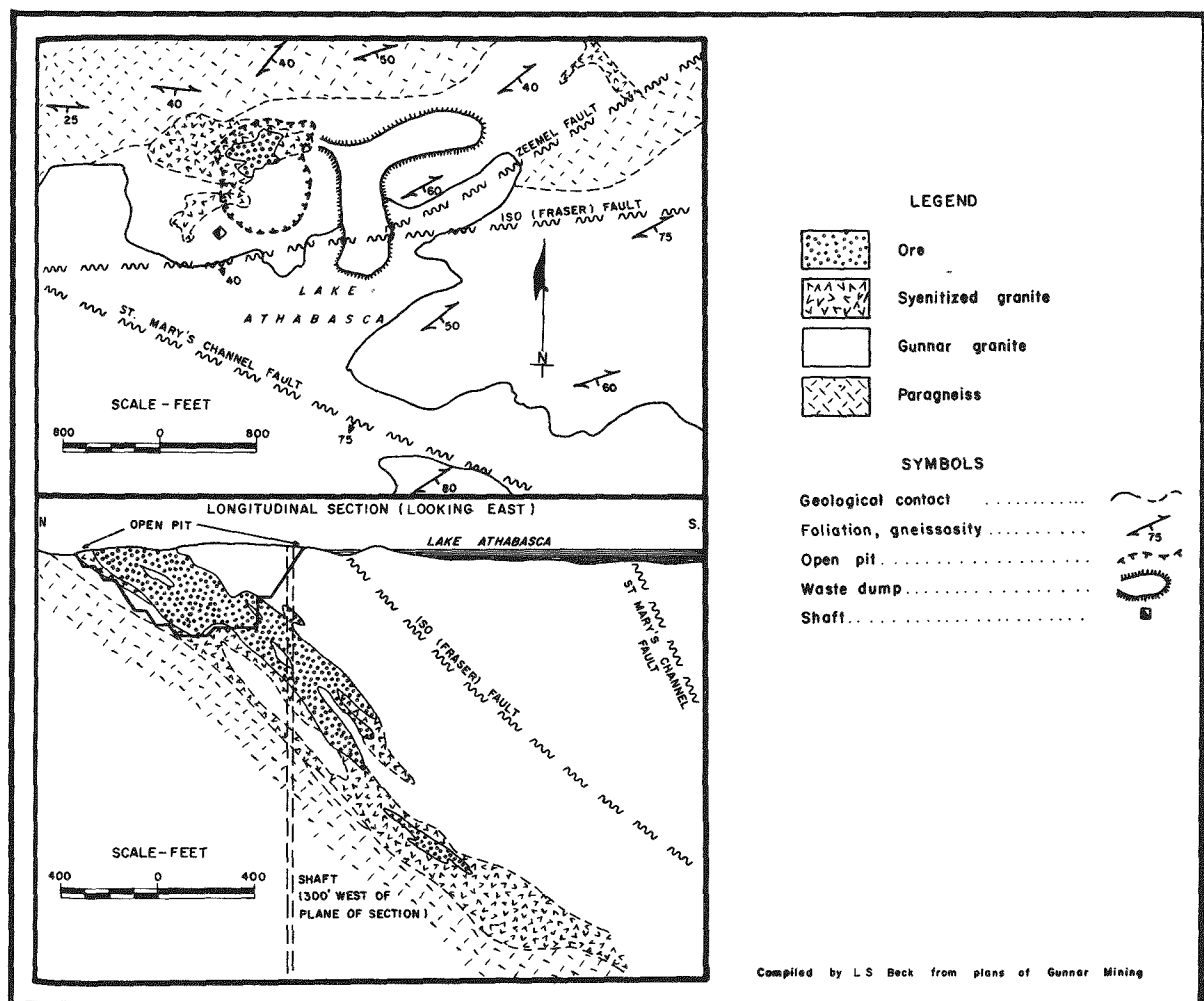 40
50
40
40
25
ZEEMEL FAULT
60
ISO (FRASER) FAULT
75
40
LAKE
ATHABASCA
50
ST. MARY'S CHANNEL FAULT
N
60
SCALE - FEET
800 0 800
75
80
LONGITUDINAL SECTION (LOOKING EAST)
N S.
OPEN PIT
LAKE ATHABASCA
ISO (FRASER) FAULT
ST MARY'S CHANNEL
FAULT
SCALE-FEET
400 0 400
SHAFT
(300' WEST OF
PLANE OF SECTION)
LEGEND
Ore
Syenitized granite
Gunnar granite
Paragneiss
SYMBOLS
Geological contact ...........
Foliation, gneissosity ..........
75
Open pit ......................
Waste dump ..................
Shaft ........................
Compiled by L S Beck from plans of Gunnar Mining